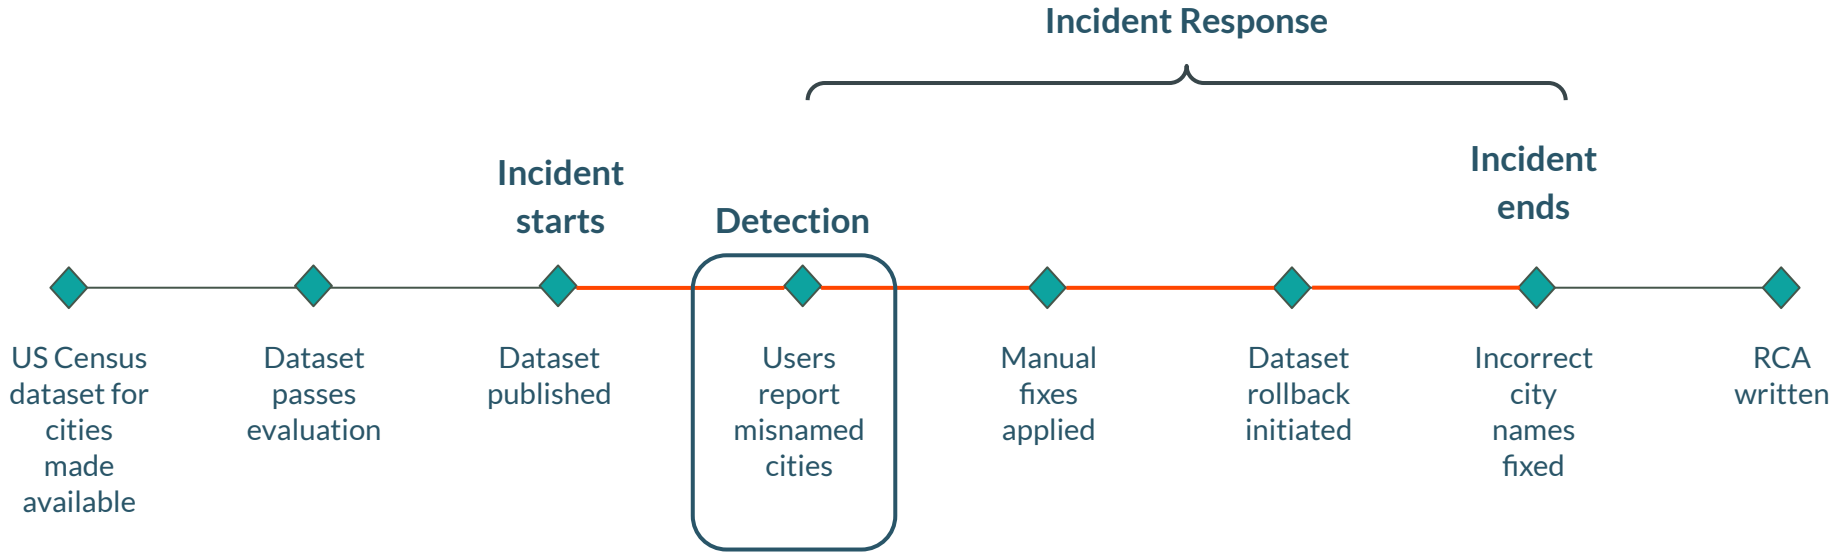 Incident Response
Incident
starts
Detection
Incident
ends
US Census
dataset for
cities
made
available
Dataset
passes
evaluation
Dataset
published
Users
report
misnamed
cities
Manual
fixes
applied
Dataset
rollback
initiated
Incorrect
city
names
fixed
RCA
written